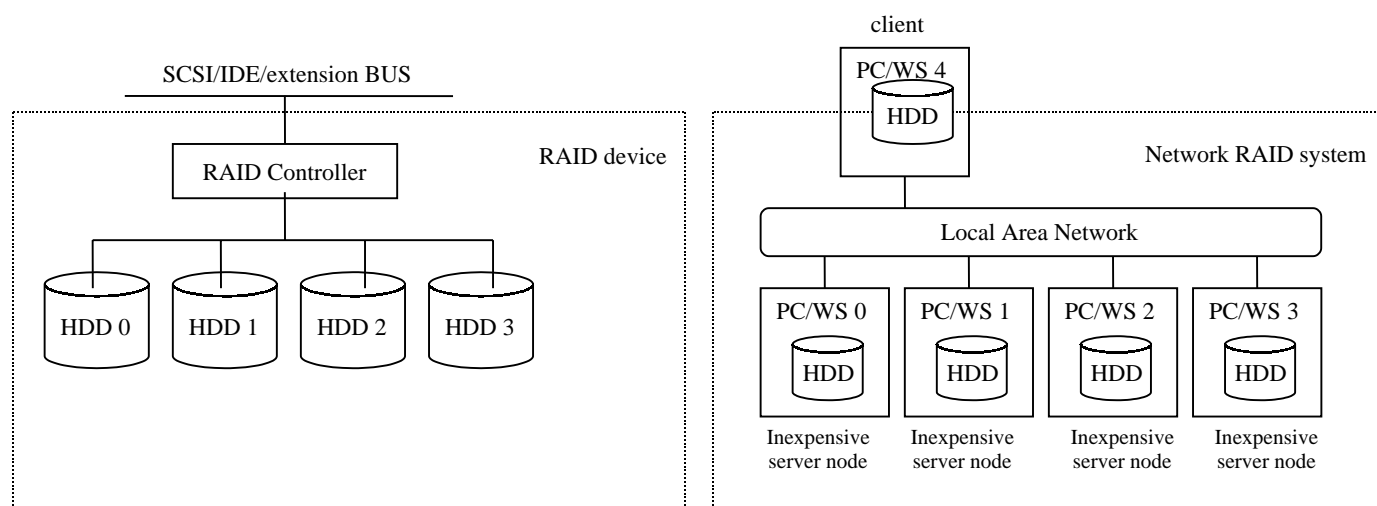 SCSI/IDE/extension BUS
RAID device
RAID Controller
HDD 0
HDD 1
HDD 2
HDD 3
client
PC/WS 4
HDD
Network RAID system
Local Area Network
PC/WS 0
PC/WS 1
PC/WS 2
PC/WS 3
HDD
HDD
HDD
HDD
Inexpensive
server node
Inexpensive
server node
Inexpensive
server node
Inexpensive
server node